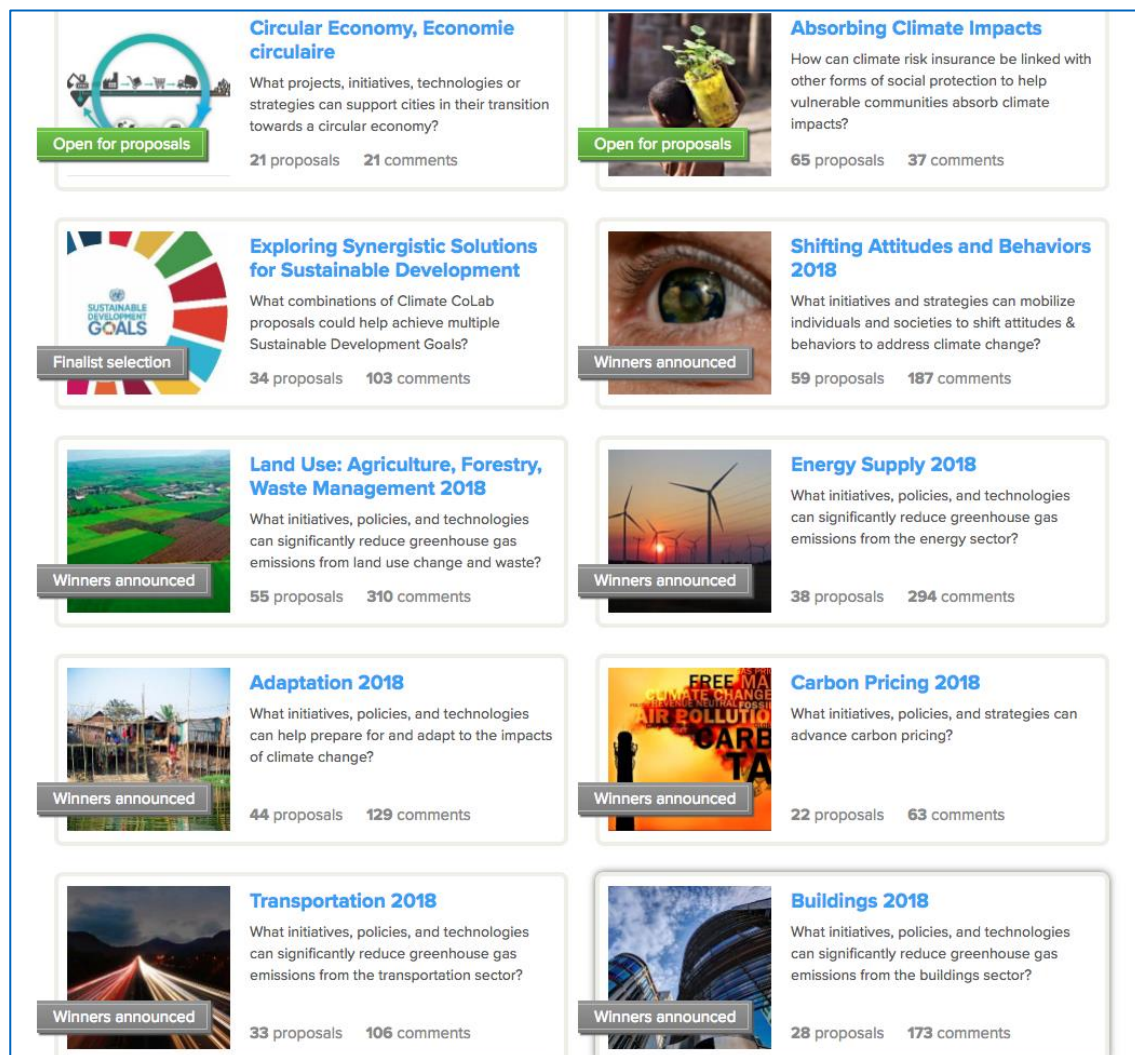 Circular Economy, Economie
circulaire
What projects, initiatives, technologies or
strategies can support cities in their transition
towards a circular economy?
Open for proposals
21 proposals 21 comments
Absorbing Climate Impacts
How can climate risk insurance be linked with
other forms of social protection to help
vulnerable communities absorb climate
impacts?
Open for proposals
65 proposals 37 comments
Exploring Synergistic Solutions
for Sustainable Development
What combinations of Climate CoLab
proposals could help achieve multiple
Sustainable Development Goals?
SUSTAINABLE
DEVELOPMENT
GOALS
Finalist selection
34 proposals 103 comments
Shifting Attitudes and Behaviors
2018
What initiatives and strategies can mobilize
individuals and societies to shift attitudes &
behaviors to address climate change?
Winners announced
59 proposals 187 comments
Land Use: Agriculture, Forestry,
Waste Management 2018
What initiatives, policies, and technologies
can significantly reduce greenhouse gas
emissions from land use change and waste?
Winners announced
55 proposals 310 comments
Energy Supply 2018
What initiatives, policies, and technologies
can significantly reduce greenhouse gas
emissions from the energy sector?
Winners announced
38 proposals 294 comments
Adaptation 2018
What initiatives, policies, and technologies
can help prepare for and adapt to the impacts
of climate change?
Winners announced
44 proposals 129 comments
Carbon Pricing 2018
What initiatives, policies, and strategies can
advance carbon pricing?
FREE MA
CLIMATE CHANGE
REVENUE NEUTRAL FOSSI
AIR POLLUTIO
CARB
TA
Winners announced
22 proposals 63 comments
Transportation 2018
What initiatives, policies, and technologies
can significantly reduce greenhouse gas
emissions from the transportation sector?
Winners announced
33 proposals 106 comments
Buildings 2018
What initiatives, policies, and technologies
can significantly reduce greenhouse gas
emissions from the buildings sector?
Winners announced
28 proposals 173 comments